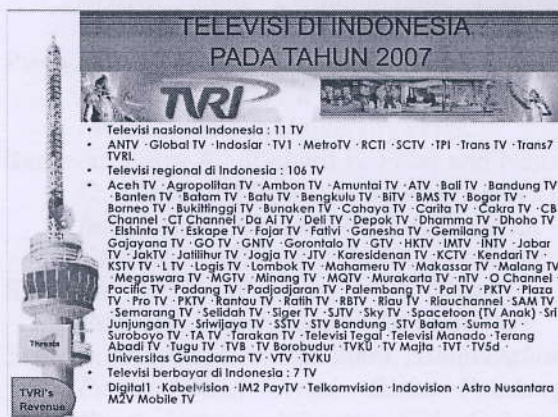 TELEVISI DI INDONESIA
PADA TAHUN 2007
TVRI
• Televisi nasional Indonesia : 11 TV
• ANTV · Global TV · Indosiar · TV1 · MetroTV · RCTI · SCTV · TPI · Trans TV · Trans7
TVRI.
• Televisi regional di Indonesia : 106 TV
• Aceh TV · Agropolitan TV · Ambon TV · Amuntai TV · ATV · Bali TV · Bandung TV
· Banten TV · Batam TV · Batu TV · Bengkulu TV · BiTV · BMS TV · Bogor TV ·
Borneo TV · Bukittinggi TV · Bunaken TV · Cahaya TV · Carita TV · Cakra TV · CB
Channel · CT Channel · Da Ai TV · Deli TV · Depok TV · Dhamma TV · Dhoho TV
· Elshinta TV · Eskape TV · Fajar TV · Fativi · Ganesha TV · Gemilang TV ·
Gajayana TV · GO TV · GNTV · Gorontalo TV · GTV · HKTV · IMTV · INTV · Jabar
TV · JakTV · Jatilihur TV · Jogja TV · JTV · Karesidenan TV · KCTV · Kendari TV ·
KSTV TV · L TV · Logis TV · Lombok TV · Mahameru TV · Makassar TV · Malang TV
· Megaswara TV · MGTV · Minang TV · MQTV · Murakarta TV · nTV · O Channel ·
Pacific TV · Padang TV · Padjadjaran TV · Palembang TV · Pal TV · PKTV · Plaza
TV · Pro TV · PKTV · Rantau TV · Ratih TV · RBTV · Riau TV · Riauchannel · SAM TV
· Semarang TV · Selidah TV · Siger TV · SJTV · Sky TV · Spacetoon (TV Anak) · Sri
Junjungan TV · Sriwijaya TV · SSTV · STV Bandung · STV Batam · Suma TV ·
Suroboyo TV · TA TV · Tarakan TV · Televisi Tegal · Televisi Manado · Terang
Abadi TV · Tugu TV · TVB · TV Borobudur · TVKU · TV Majta · TVT · TV5d ·
Universitas Gunadarma TV · VTV · TVKU
• Televisi berbayar di Indonesia : 7 TV
• Digital1 · Kabelvision · IM2 PayTV · Telkomvision · Indovision · Astro Nusantara
M2V Mobile TV
Threats
TVRI's
Revenue